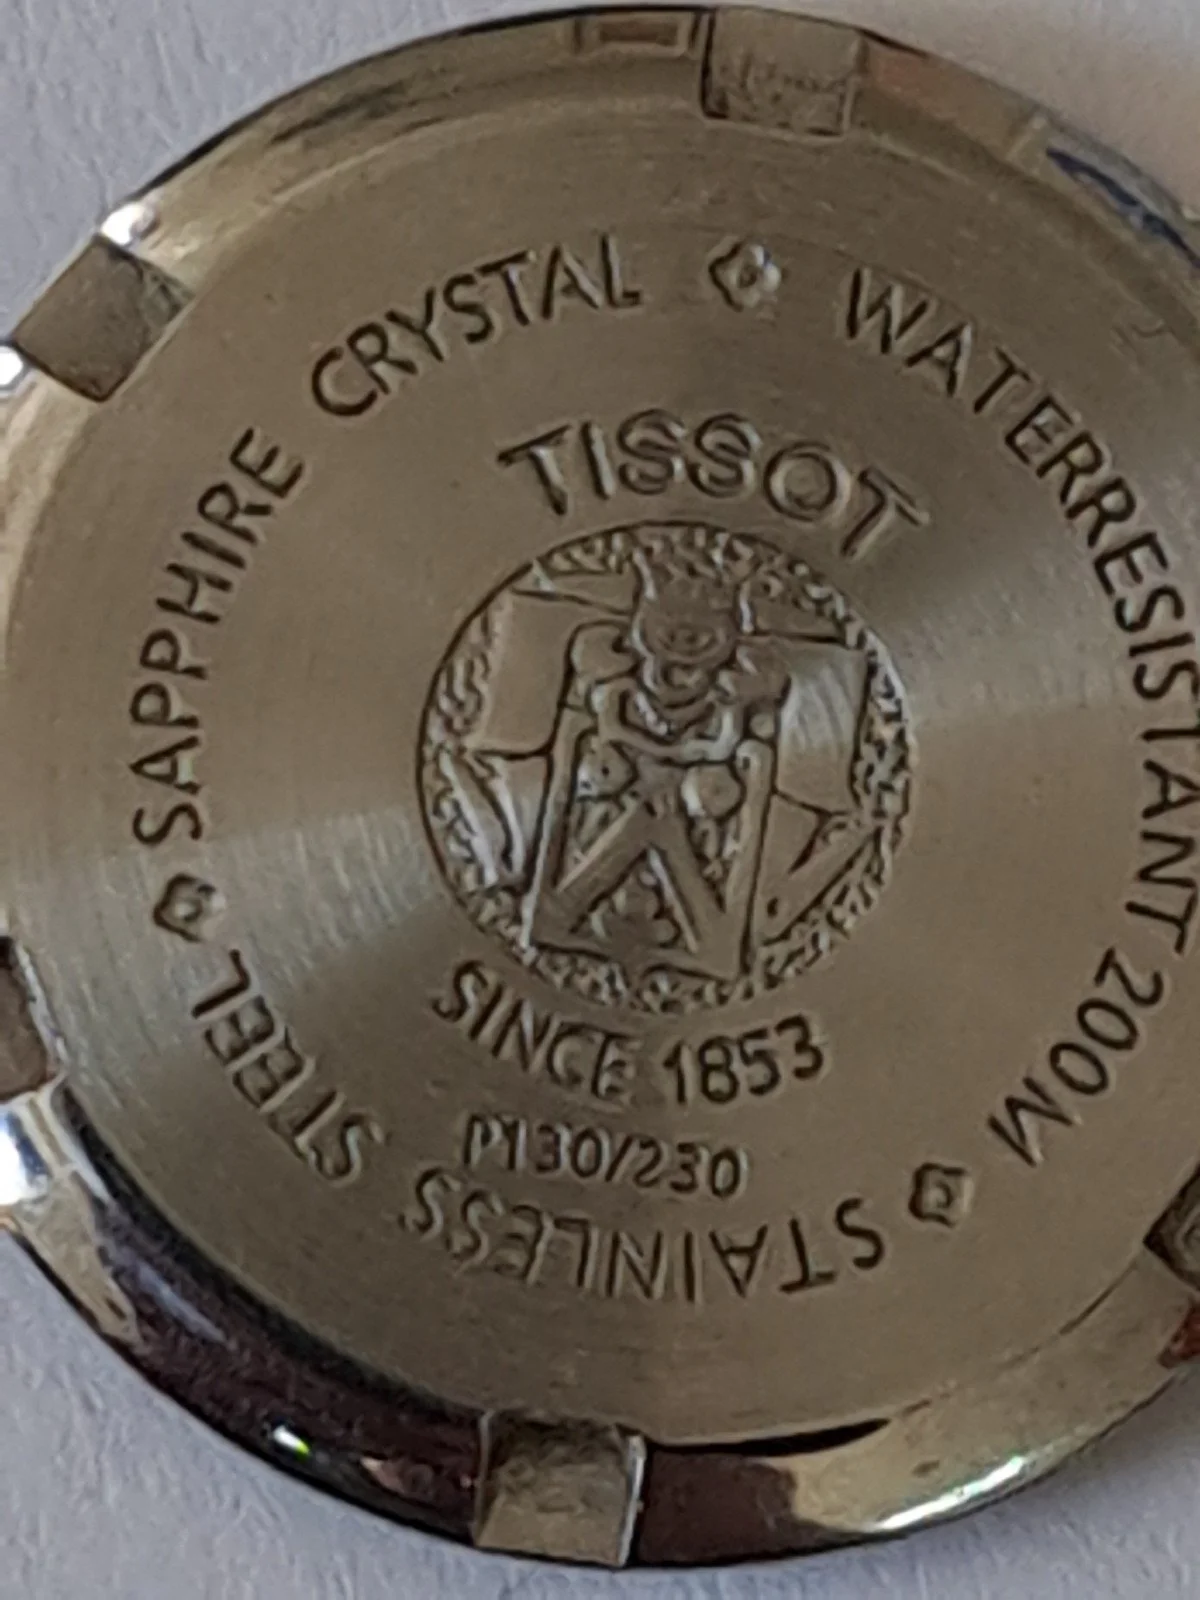 SAPPHIRE CRYSTAL
WATERRESISTANT 200M
STAINLESS STEEL
TISSOT
SINCE 1853
P130/230